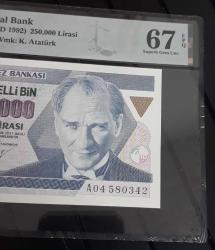 al Bank
D 1992) 250,000 Lirasi
Wmk: K. Atatürk
67 EPQ
Superb Gem Unc
EZ BANKASI
ELLİ BİN
000
RASI
A04 580342